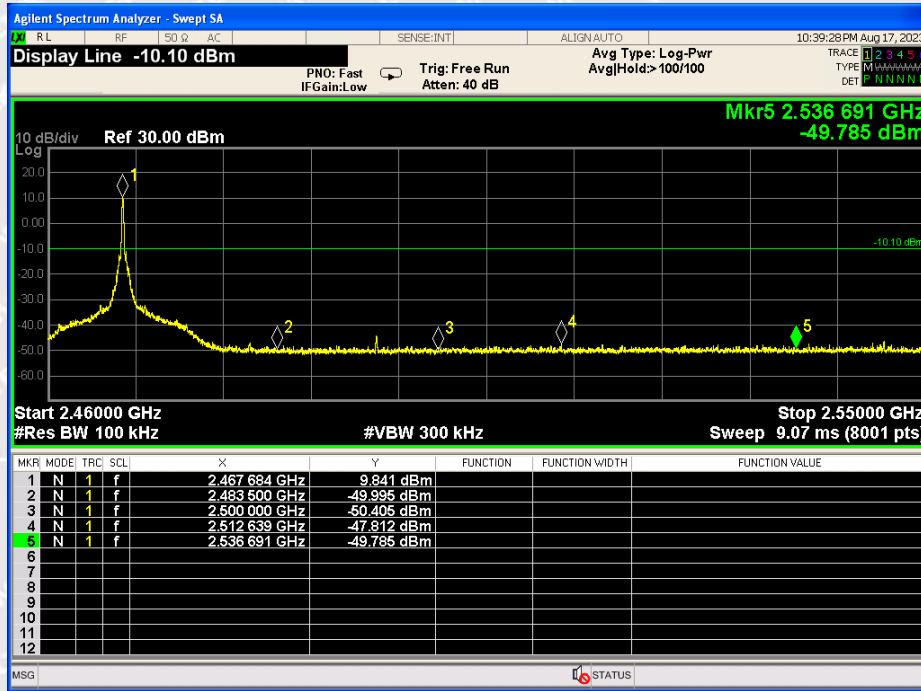 Agilent Spectrum Analyzer - Swept SA
LXI RL RF 50 Ω AC SENSE:INT ALIGN AUTO 10:39:28 PM Aug 17, 2023
Display Line -10.10 dBm
PNO: Fast
IFGain:Low
Trig: Free Run
Atten: 40 dB
Avg Type: Log-Pwr
Avg|Hold:> 100/100
TRACE 1 2 3 4 5
TYPE M
DET P N N N N
Mkr5 2.536 691 GHz
-49.785 dBm
10 dB/div Ref 30.00 dBm
Log
20.0
10.0
0.00
-10.0
-20.0
-30.0
-40.0
-50.0
-60.0
1
2
3
4
5
-10.10 dBm
Start 2.46000 GHz Stop 2.55000 GHz
#Res BW 100 kHz #VBW 300 kHz Sweep 9.07 ms (8001 pts)
MKR MODE TRC SCL X Y FUNCTION FUNCTION WIDTH FUNCTION VALUE
1 N 1 f 2.467 684 GHz 9.841 dBm
2 N 1 f 2.483 500 GHz -49.995 dBm
3 N 1 f 2.500 000 GHz -50.405 dBm
4 N 1 f 2.512 639 GHz -47.812 dBm
5 N 1 f 2.536 691 GHz -49.785 dBm
6
7
8
9
10
11
12
MSG STATUS